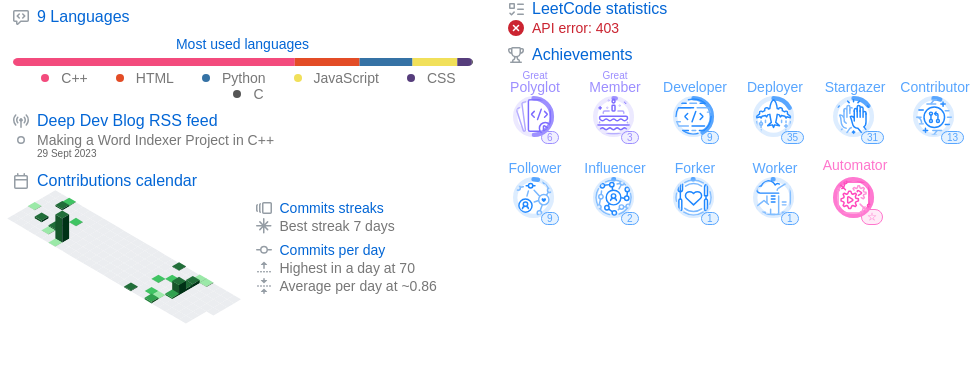 9 Languages
Most used languages
C++ HTML Python JavaScript CSS
C
Deep Dev Blog RSS feed
Making a Word Indexer Project in C++
29 Sept 2023
Contributions calendar
Commits streaks
Best streak 7 days
Commits per day
Highest in a day at 70
Average per day at ~0.86
LeetCode statistics
API error: 403
Achievements
Great Great
Polyglot Member Developer Deployer Stargazer Contributor
6 3 9 35 31 13
Follower Influencer Forker Worker Automator
9 2 1 1